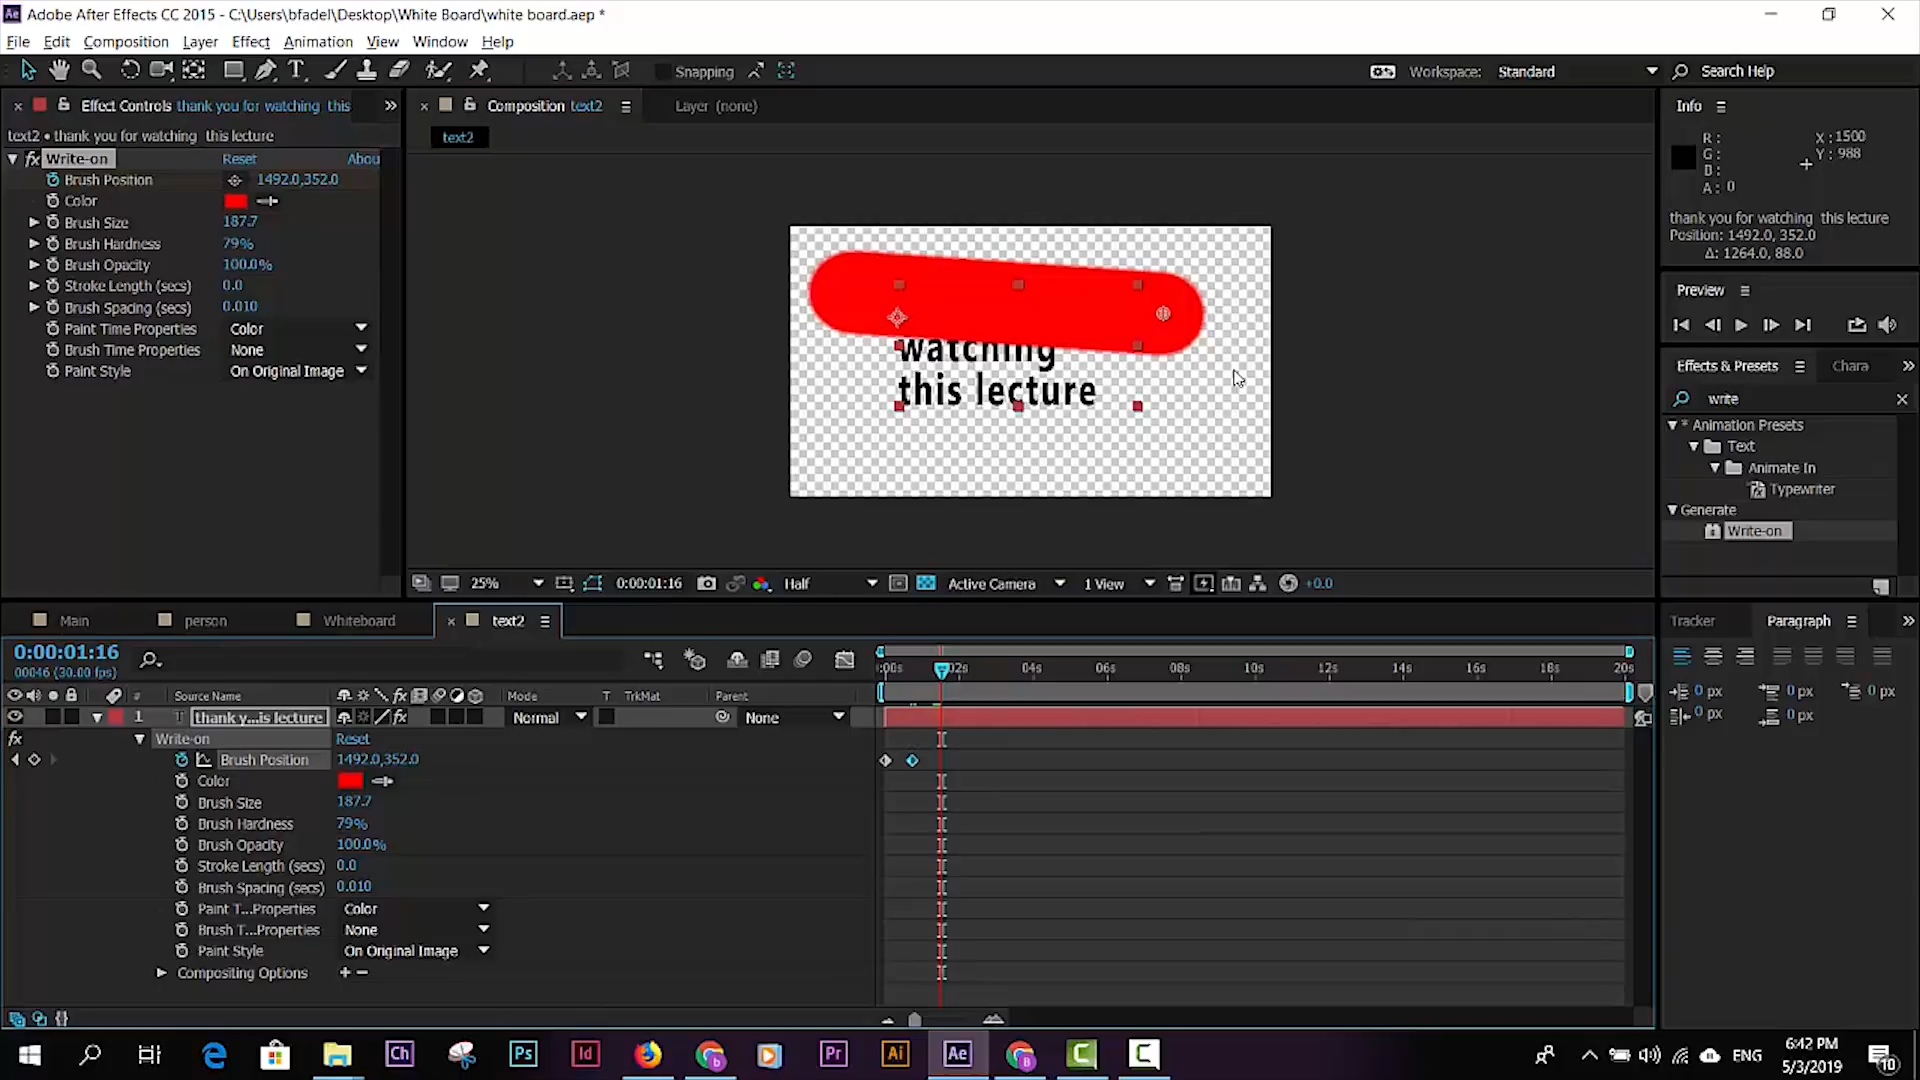 Adobe After Effects CC 2015 - C:\Users\bfadel\Desktop\White Board\white board.aep *
File Edit Composition Layer Effect Animation View Window Help
Snapping Workspace: Standard Search Help
Effect Controls thank you for watching this
text2 • thank you for watching this lecture
fx Write-on Reset Abou
Brush Position 1492.0,352.0
Color
Brush Size 187.7
Brush Hardness 79%
Brush Opacity 100.0%
Stroke Length (secs) 0.0
Brush Spacing (secs) 0.010
Paint Time Properties Color
Brush Time Properties None
Paint Style On Original Image
Composition text2 Layer (none)
text2
watching
this lecture
25% 0:00:01:16 Half Active Camera 1 View +0.0
Info
R : X : 1500
G : Y : 988
B :
A : 0
thank you for watching this lecture
Position: 1492.0, 352.0
Δ: 1264.0, 88.0
Preview
Effects & Presets Chara
write
* Animation Presets
Text
Animate In
Typewriter
Generate
Write-on
Main person Whiteboard text2
0:00:01:16
00046 (30.00 fps)
# Source Name fx Mode T TrkMat Parent
1 T thank y...is lecture fx Normal None
fx Write-on Reset
Brush Position 1492.0,352.0
Color
Brush Size 187.7
Brush Hardness 79%
Brush Opacity 100.0%
Stroke Length (secs) 0.0
Brush Spacing (secs) 0.010
Paint T...Properties Color
Brush T...Properties None
Paint Style On Original Image
Compositing Options + −
:00s 02s 04s 06s 08s 10s 12s 14s 16s 18s 20s
Tracker Paragraph
0 px 0 px 0 px
0 px 0 px
Ch Ps Id Pr Ai Ae
ENG
6:42 PM
5/3/2019
10